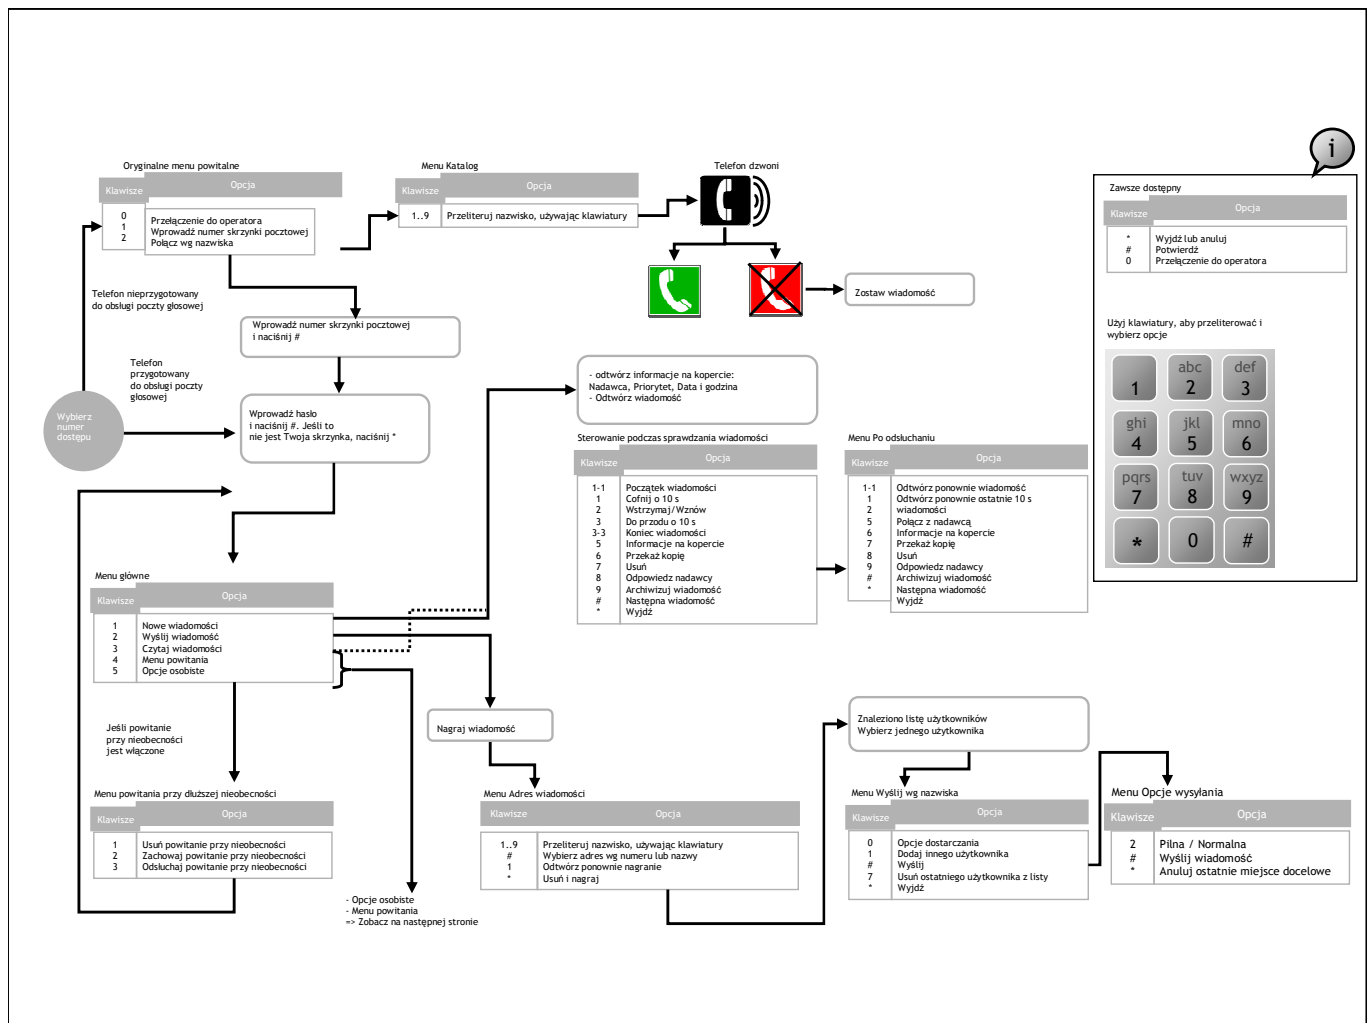 Oryginalne menu powitalne
Klawisze Opcja
0 Przełączenie do operatora
1 Wprowadź numer skrzynki pocztowej
2 Połącz wg nazwiska
Menu Katalog
Klawisze Opcja
1..9 Przeliteruj nazwisko, używając klawiatury
Telefon dzwoni
Zostaw wiadomość
i
Zawsze dostępny
Klawisze Opcja
* Wyjdź lub anuluj
# Potwierdź
0 Przełączenie do operatora
Użyj klawiatury, aby przeliterować i
wybierz opcje
1
abc
2
def
3
ghi
4
jkl
5
mno
6
pqrs
7
tuv
8
wxyz
9
*
0
#
Telefon nieprzygotowany
do obsługi poczty głosowej
Wprowadź numer skrzynki pocztowej
i naciśnij #
Telefon
przygotowany
do obsługi poczty
głosowej
Wybierz
numer
dostępu
Wprowadź hasło
i naciśnij #. Jeśli to
nie jest Twoja skrzynka, naciśnij *
- odtwórz informacje na kopercie:
Nadawca, Priorytet, Data i godzina
- Odtwórz wiadomość
Sterowanie podczas sprawdzania wiadomości
Klawisze Opcja
1-1 Początek wiadomości
1 Cofnij o 10 s
2 Wstrzymaj/Wznów
3 Do przodu o 10 s
3-3 Koniec wiadomości
5 Informacje na kopercie
6 Przekaż kopię
7 Usuń
8 Odpowiedz nadawcy
9 Archiwizuj wiadomość
# Następna wiadomość
* Wyjdź
Menu Po odsłuchaniu
Klawisze Opcja
1-1 Odtwórz ponownie wiadomość
1 Odtwórz ponownie ostatnie 10 s
2 wiadomości
5 Połącz z nadawcą
6 Informacje na kopercie
7 Przekaż kopię
8 Usuń
9 Odpowiedz nadawcy
# Archiwizuj wiadomość
* Następna wiadomość
Wyjdź
Menu główne
Klawisze Opcja
1 Nowe wiadomości
2 Wyślij wiadomość
3 Czytaj wiadomości
4 Menu powitania
5 Opcje osobiste
Jeśli powitanie
przy nieobecności
jest włączone
Menu powitania przy dłuższej nieobecności
Klawisze Opcja
1 Usuń powitanie przy nieobecności
2 Zachowaj powitanie przy nieobecności
3 Odsłuchaj powitanie przy nieobecności
- Opcje osobiste
- Menu powitania
=> Zobacz na następnej stronie
Nagraj wiadomość
Menu Adres wiadomości
Klawisze Opcja
1..9 Przeliteruj nazwisko, używając klawiatury
# Wybierz adres wg numeru lub nazwy
1 Odtwórz ponownie nagranie
* Usuń i nagraj
Znaleziono listę użytkowników
Wybierz jednego użytkownika
Menu Wyślij wg nazwiska
Klawisze Opcja
0 Opcje dostarczania
1 Dodaj innego użytkownika
# Wyślij
7 Usuń ostatniego użytkownika z listy
* Wyjdź
Menu Opcje wysyłania
Klawisze Opcja
2 Pilna / Normalna
# Wyślij wiadomość
* Anuluj ostatnie miejsce docelowe